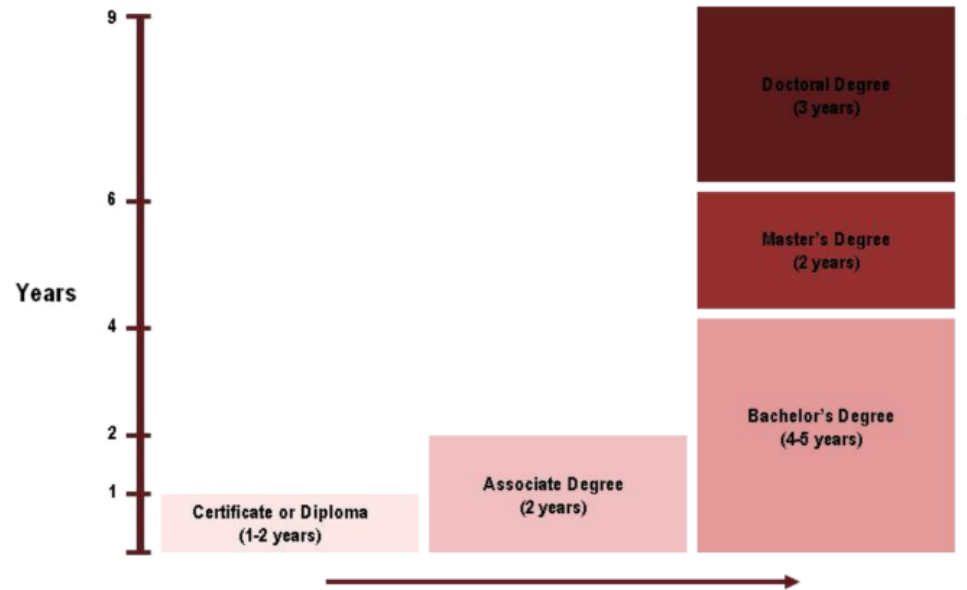 9
Doctoral Degree
(3 years)
6
Master's Degree
(2 years)
Years
4
Bachelor's Degree
(4-5 years)
2
Associate Degree
(2 years)
1
Certificate or Diploma
(1-2 years)